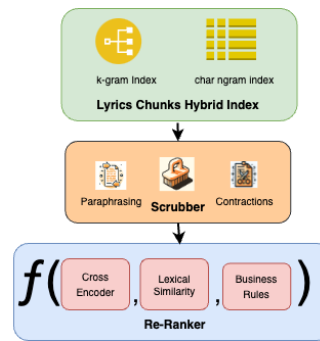 k-gram Index char ngram index
Lyrics Chunks Hybrid Index
Paraphrasing Scrubber Contractions
f( Cross Encoder , Lexical Similarity , Business Rules )
Re-Ranker